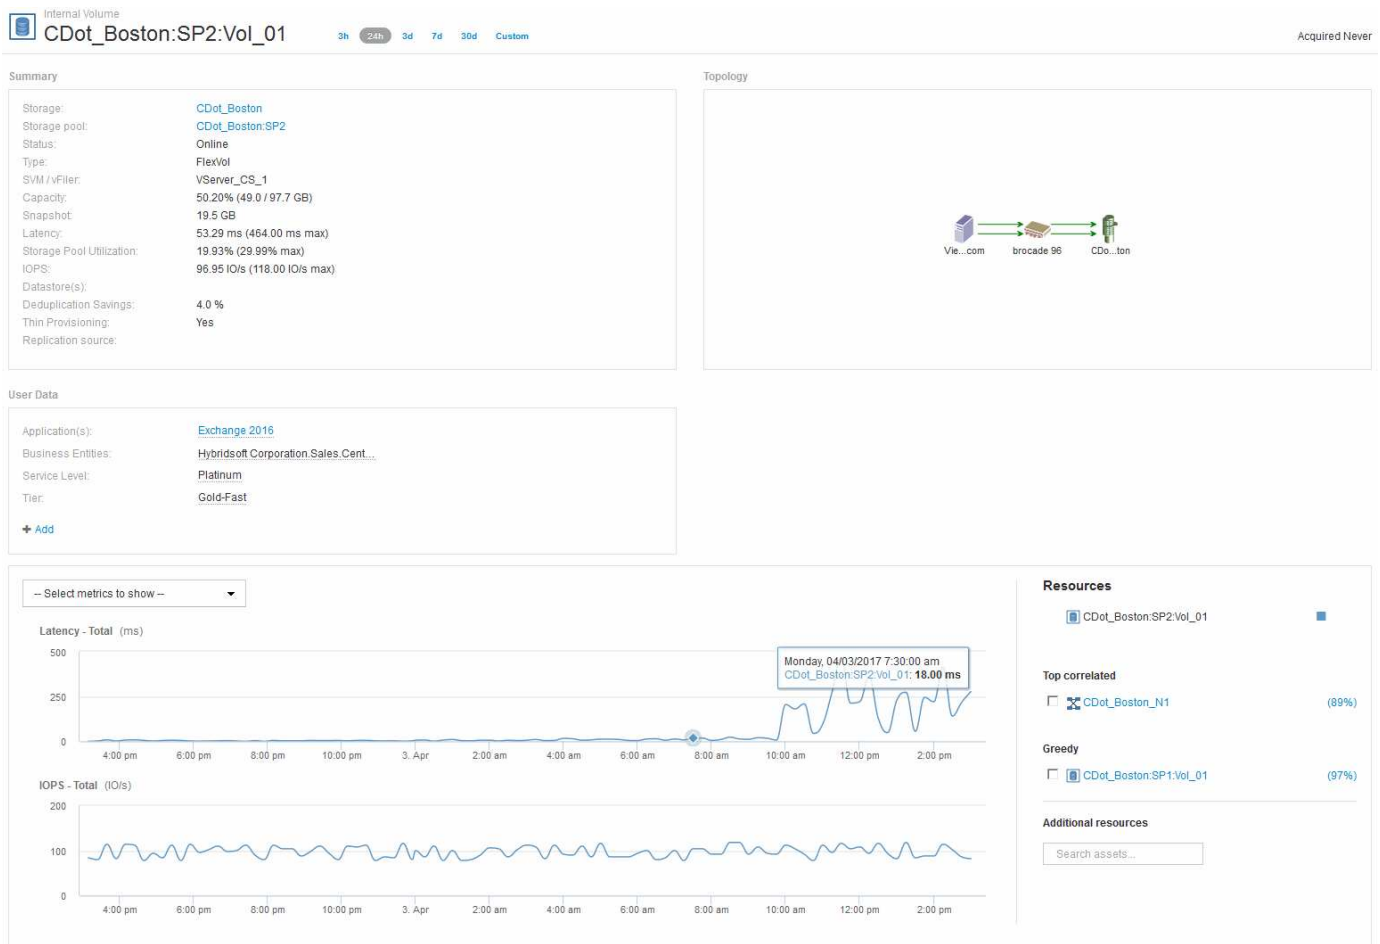 Internal Volume
CDot_Boston:SP2:Vol_01
3h 24h 3d 7d 30d Custom
Acquired Never
Summary
Storage: CDot_Boston
Storage pool: CDot_Boston:SP2
Status: Online
Type: FlexVol
SVM / vFiler: VServer_CS_1
Capacity: 50.20% (49.0 / 97.7 GB)
Snapshot: 19.5 GB
Latency: 53.29 ms (464.00 ms max)
Storage Pool Utilization: 19.93% (29.99% max)
IOPS: 96.95 IO/s (118.00 IO/s max)
Datastore(s):
Deduplication Savings: 4.0 %
Thin Provisioning: Yes
Replication source:
Topology
Vie...com brocade 96 CDo...ton
User Data
Application(s): Exchange 2016
Business Entities: Hybridsoft Corporation.Sales.Cent...
Service Level: Platinum
Tier: Gold-Fast
+ Add
-- Select metrics to show --
Latency - Total (ms)
500
250
0
Monday, 04/03/2017 7:30:00 am
CDot_Boston:SP2:Vol_01: 18.00 ms
4:00 pm 6:00 pm 8:00 pm 10:00 pm 3. Apr 2:00 am 4:00 am 6:00 am 8:00 am 10:00 am 12:00 pm 2:00 pm
IOPS - Total (IO/s)
200
100
0
4:00 pm 6:00 pm 8:00 pm 10:00 pm 3. Apr 2:00 am 4:00 am 6:00 am 8:00 am 10:00 am 12:00 pm 2:00 pm
Resources
CDot_Boston:SP2:Vol_01
Top correlated
CDot_Boston_N1 (89%)
Greedy
CDot_Boston:SP1:Vol_01 (97%)
Additional resources
Search assets...